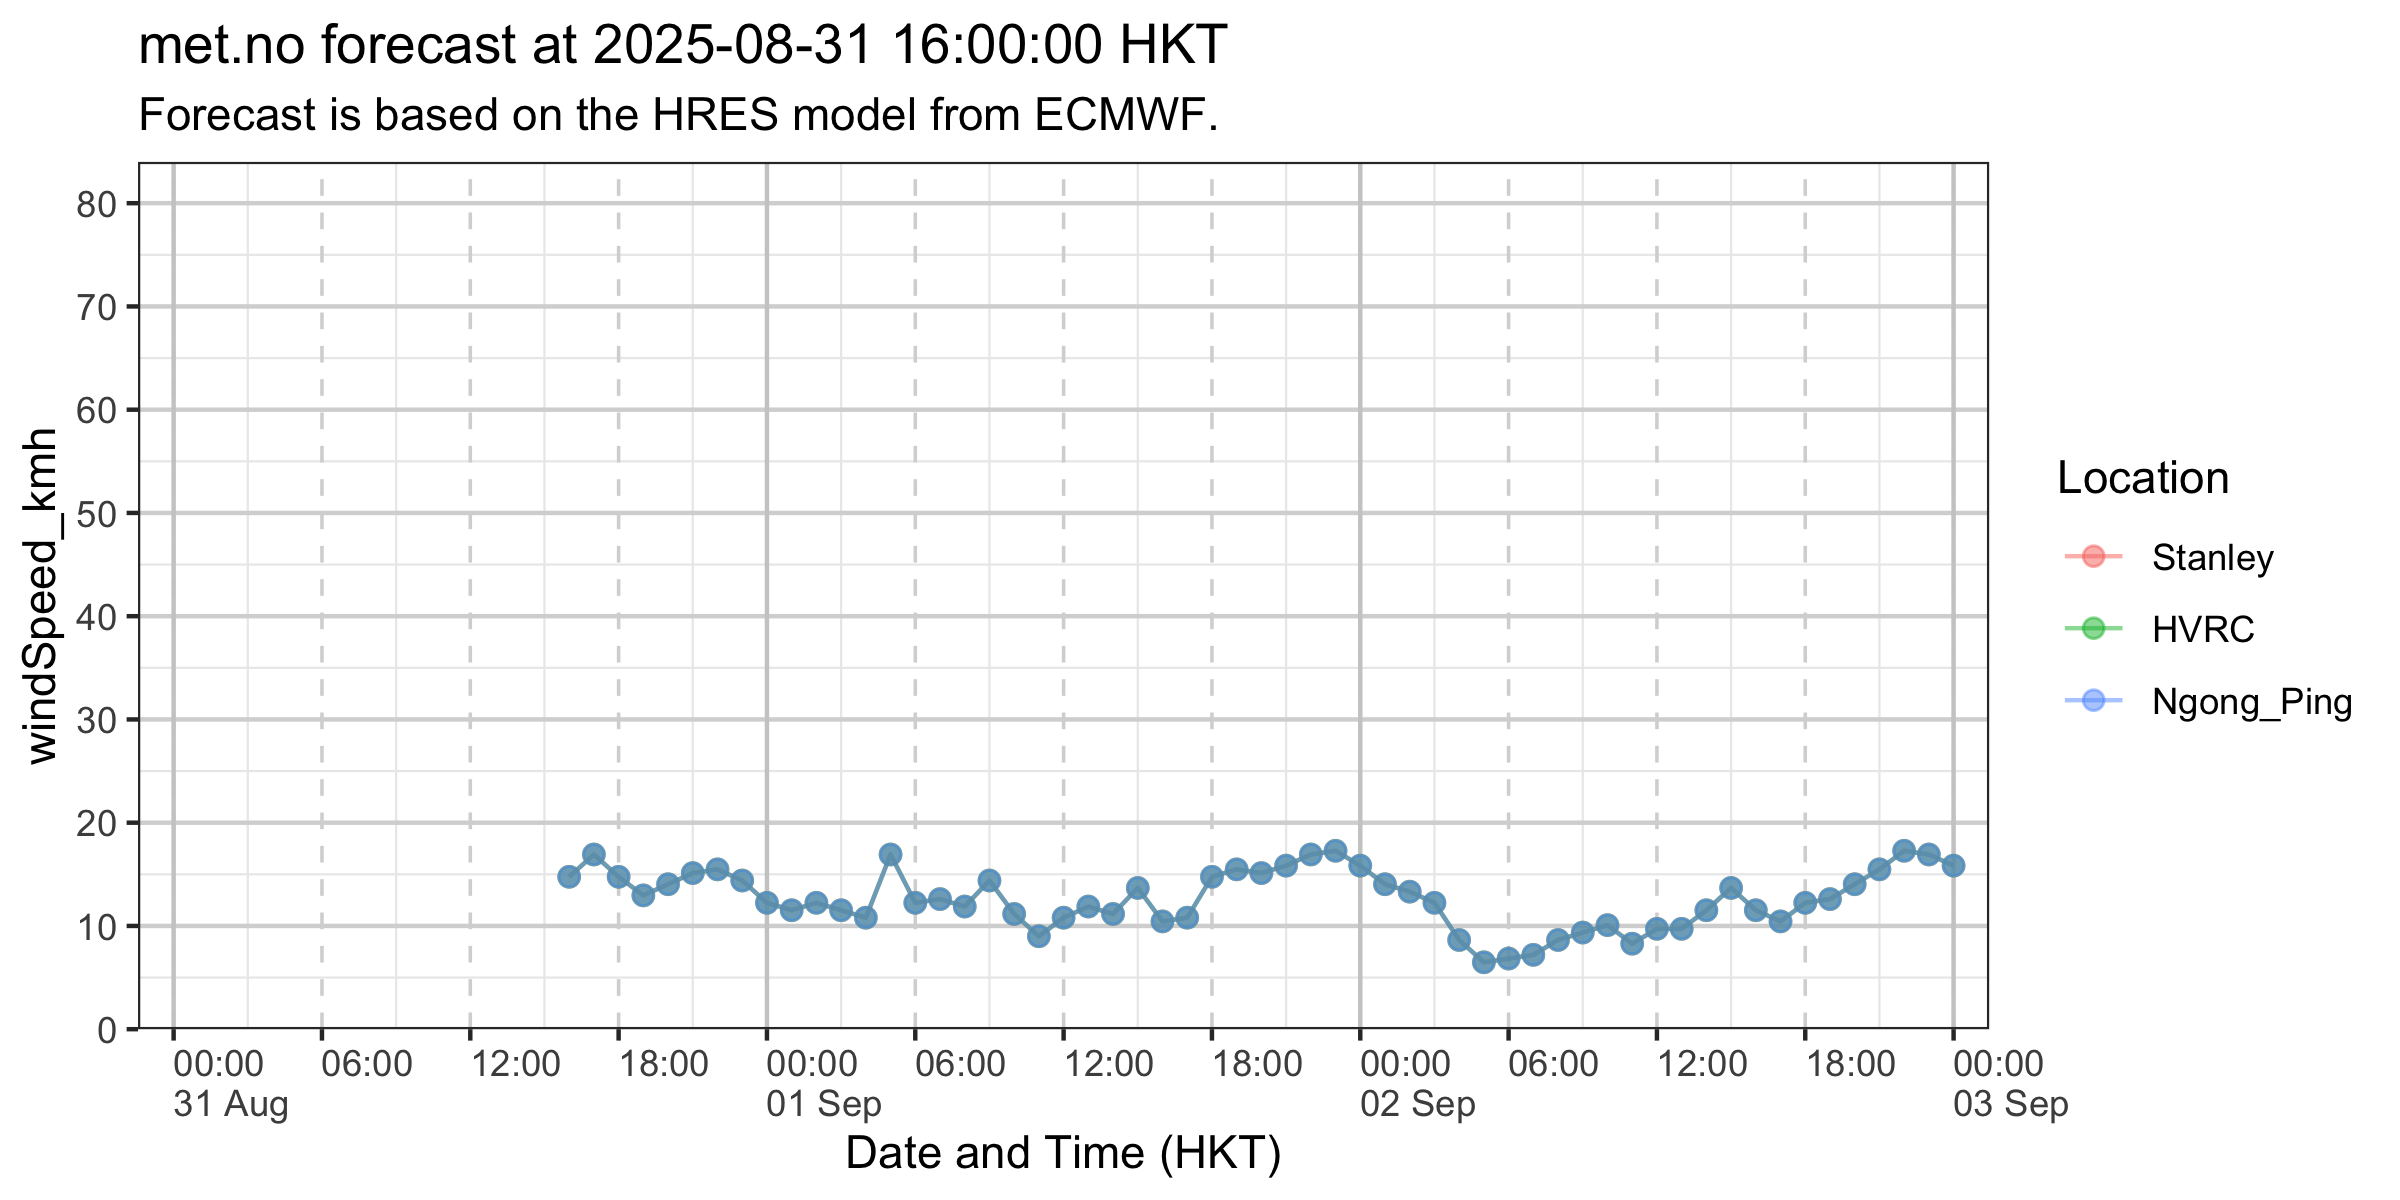 met.no forecast at 2025-08-31 16:00:00 HKT
Forecast is based on the HRES model from ECMWF.
windSpeed_kmh
80
70
60
50
40
30
20
10
0
00:00 06:00 12:00 18:00 00:00 06:00 12:00 18:00 00:00 06:00 12:00 18:00 00:00
31 Aug 01 Sep 02 Sep 03 Sep
Date and Time (HKT)
Location
Stanley
HVRC
Ngong_Ping